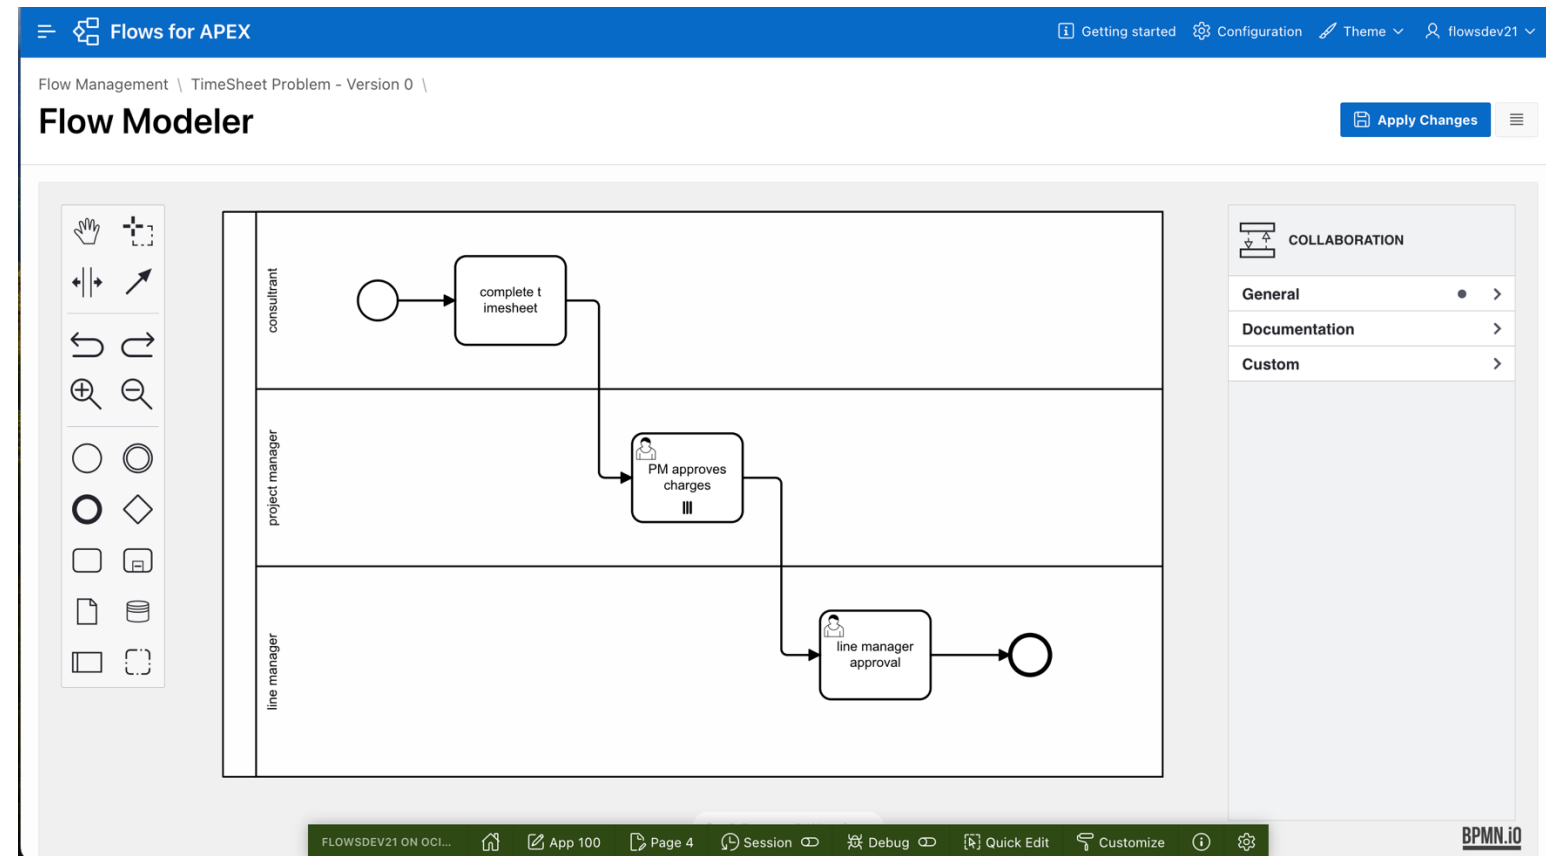 Flows for APEX
Getting started
Configuration
Theme
flowsdev21
Flow Management \ TimeSheet Problem - Version 0 \
Flow Modeler
Apply Changes
COLLABORATION
General
Documentation
Custom
consultrant
complete t
imesheet
project manager
PM approves
charges
line manager
line manager
approval
FLOWSDEV21 ON OCI...
App 100
Page 4
Session
Debug
Quick Edit
Customize
BPMN.iO